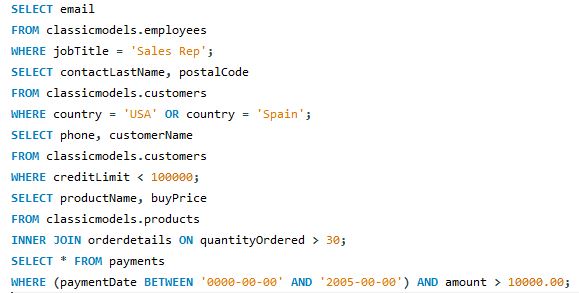 SELECT email
FROM classicmodels.employees
WHERE jobTitle = 'Sales Rep';
SELECT contactLastName, postalCode
FROM classicmodels.customers
WHERE country = 'USA' OR country = 'Spain';
SELECT phone, customerName
FROM classicmodels.customers
WHERE creditLimit < 100000;
SELECT productName, buyPrice
FROM classicmodels.products
INNER JOIN orderdetails ON quantityOrdered > 30;
SELECT * FROM payments
WHERE (paymentDate BETWEEN '0000-00-00' AND '2005-00-00') AND amount > 10000.00;